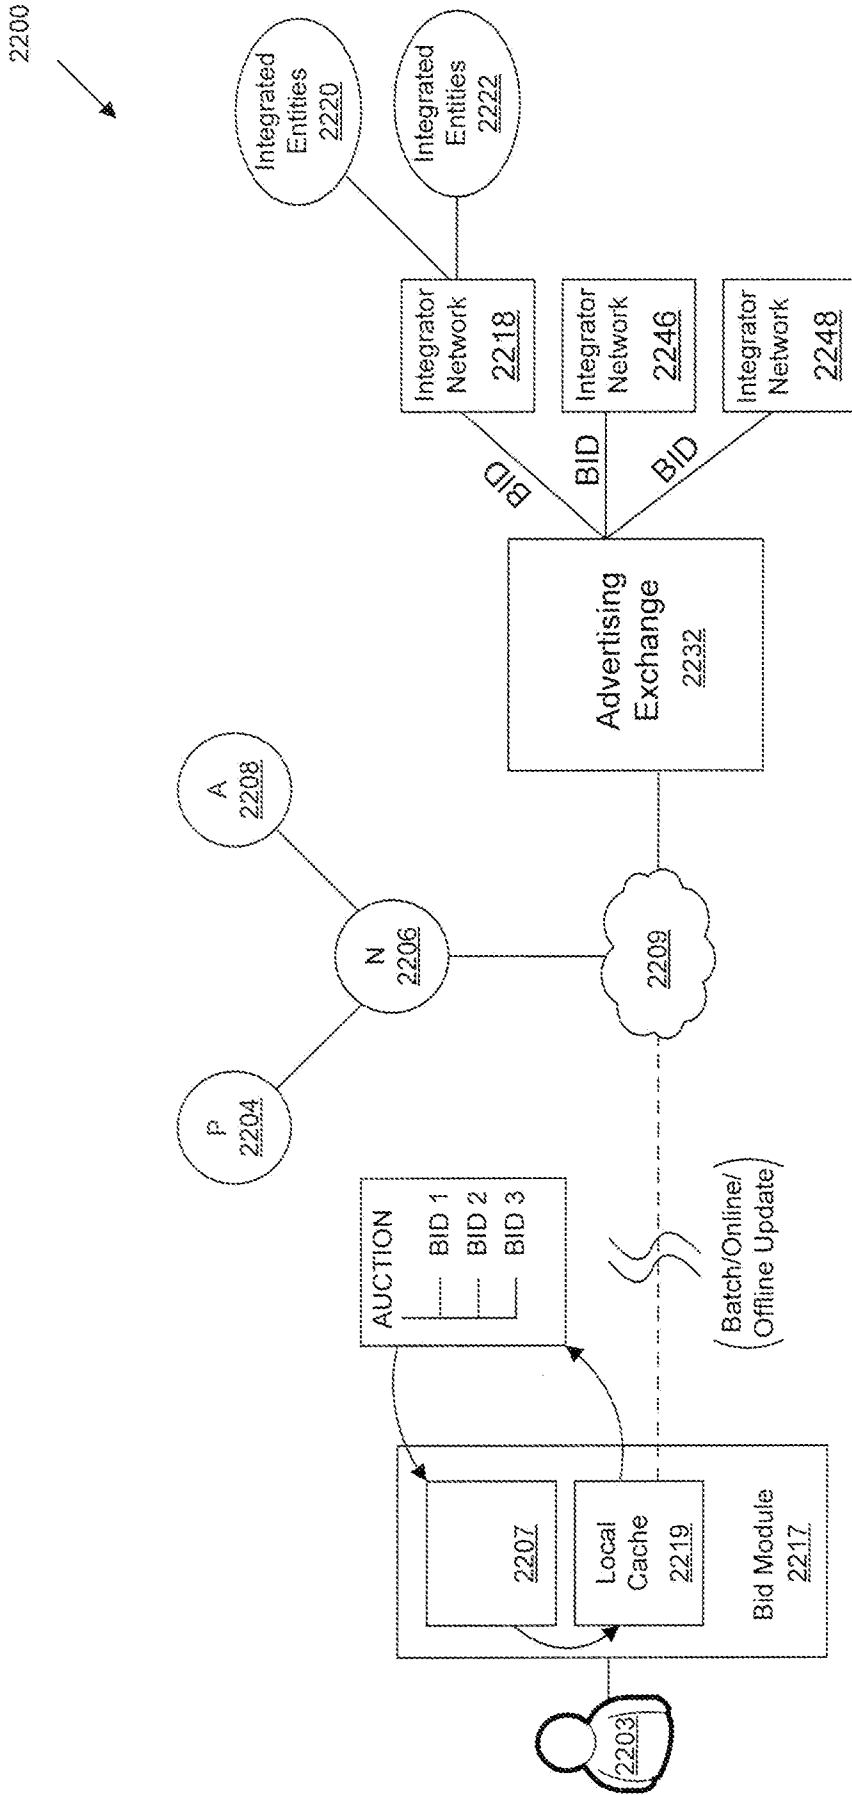 2200
Integrated
Entities
2220
Integrated
Entities
2222
Integrator
Network
2218
Integrator
Network
2246
Integrator
Network
2248
BID
BID
BID
Advertising
Exchange
2232
A
2208
N
2206
P
2204
2209
AUCTION
BID 1
BID 2
BID 3
(Batch/Online/
Offline Update)
2207
Local
Cache
2219
Bid Module
2217
2203